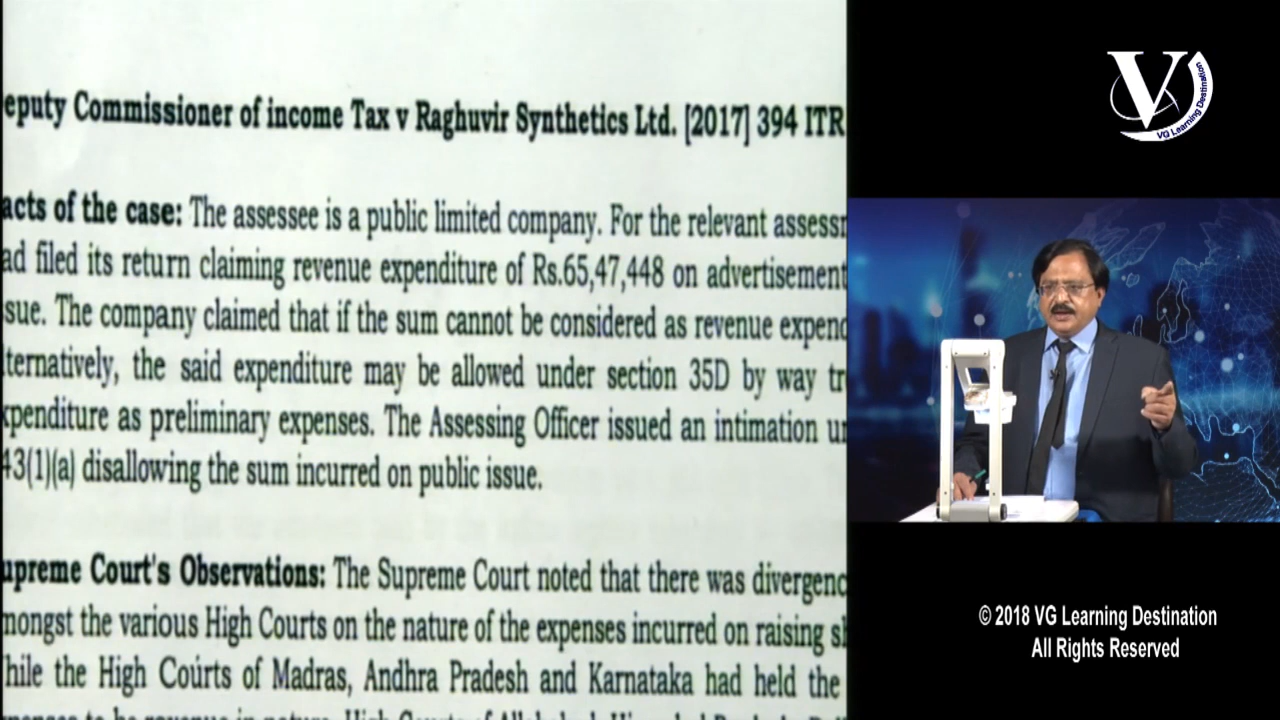 eputy Commissioner of income Tax v Raghuvir Synthetics Ltd. [2017] 394 ITR
acts of the case: The assessee is a public limited company. For the relevant assessm
ad filed its return claiming revenue expenditure of Rs.65,47,448 on advertisement
sue. The company claimed that if the sum cannot be considered as revenue expend
lternatively, the said expenditure may be allowed under section 35D by way tr
xpenditure as preliminary expenses. The Assessing Officer issued an intimation un
43(1)(a) disallowing the sum incurred on public issue.
upreme Court's Observations: The Supreme Court noted that there was divergenc
mongst the various High Courts on the nature of the expenses incurred on raising sh
hile the High Courts of Madras, Andhra Pradesh and Karnataka had held the
V
VG Learning Destination
© 2018 VG Learning Destination
All Rights Reserved